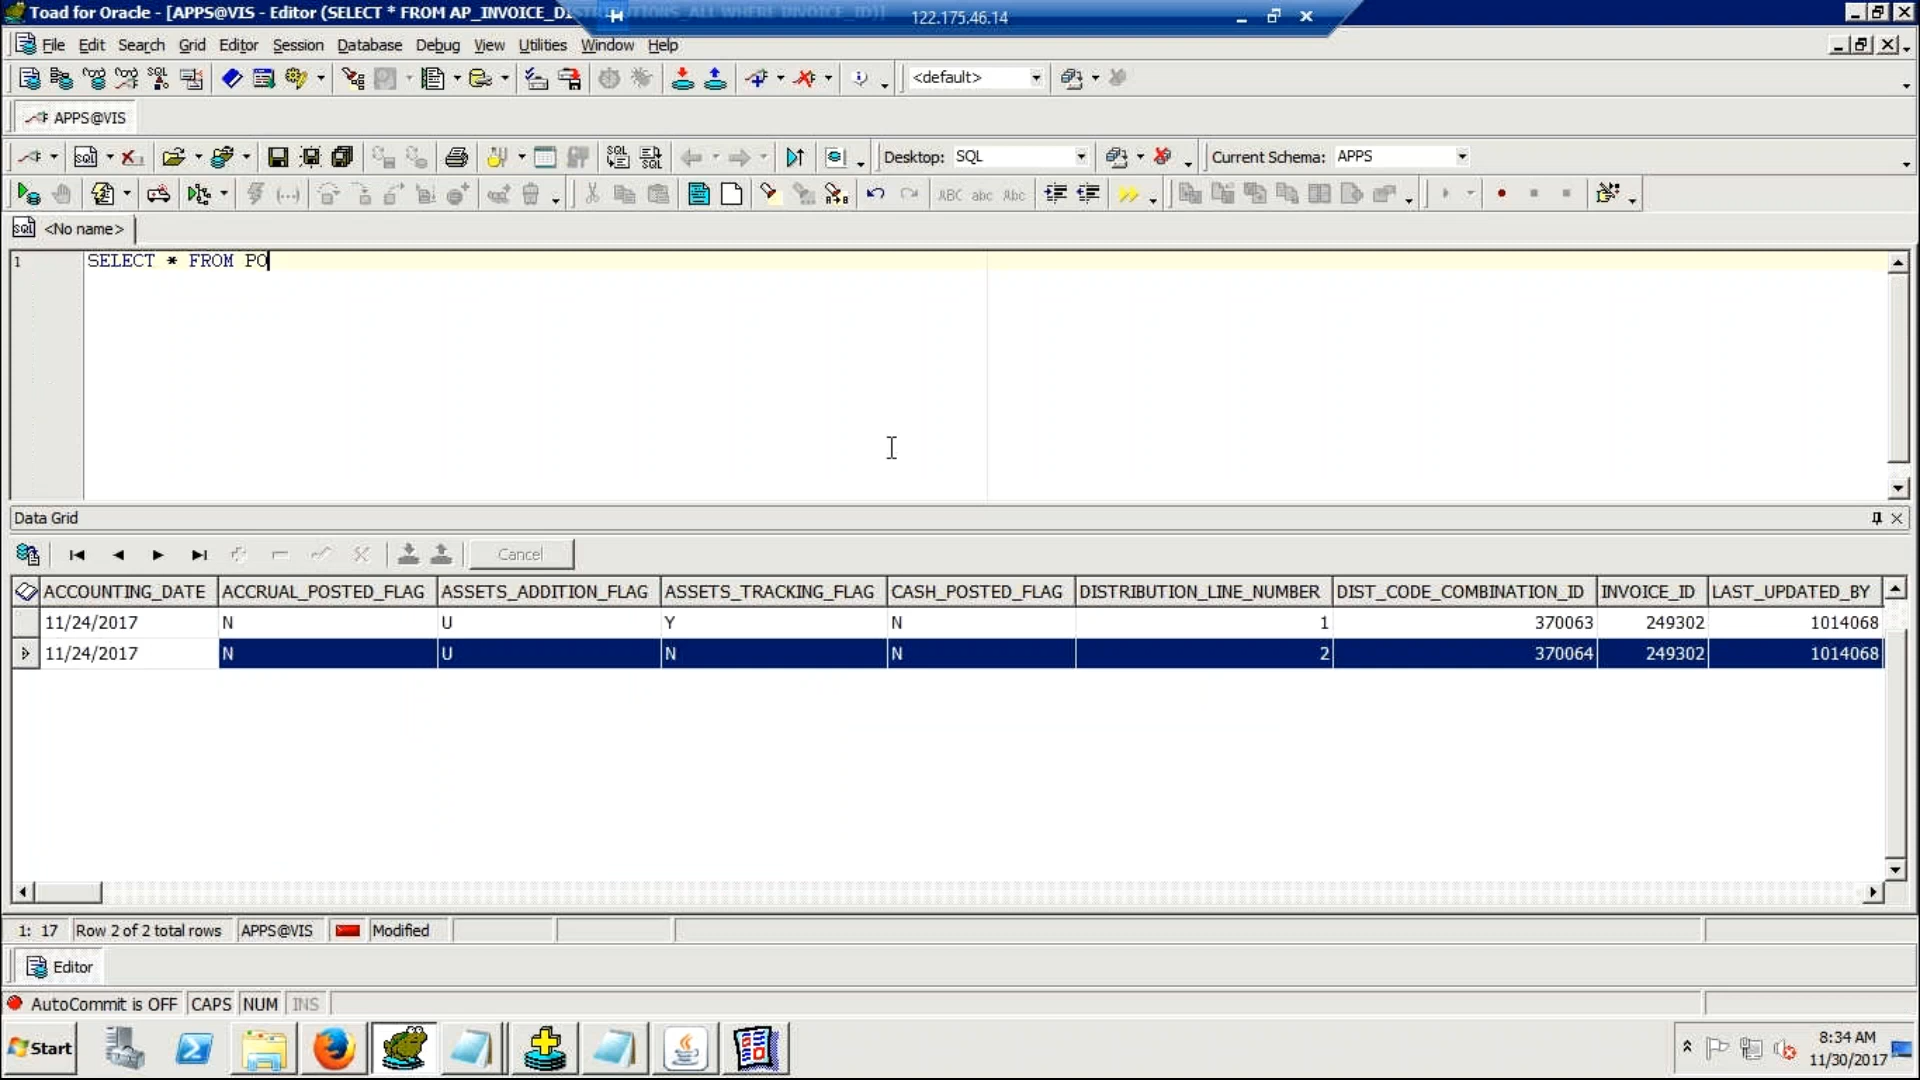 Toad for Oracle - [APPS@VIS - Editor (SELECT * FROM AP_INVOICE_DISTRIBUTIONS_ALL WHERE INVOICE_ID)]
122.175.46.14
File Edit Search Grid Editor Session Database Debug View Utilities Window Help
<default>
APPS@VIS
Desktop: SQL Current Schema: APPS
<No name>
1 SELECT * FROM PO
Data Grid
Cancel
ACCOUNTING_DATE ACCRUAL_POSTED_FLAG ASSETS_ADDITION_FLAG ASSETS_TRACKING_FLAG CASH_POSTED_FLAG DISTRIBUTION_LINE_NUMBER DIST_CODE_COMBINATION_ID INVOICE_ID LAST_UPDATED_BY
11/24/2017 N U Y N 1 370063 249302 1014068
11/24/2017 N U N N 2 370064 249302 1014068
1: 17 Row 2 of 2 total rows APPS@VIS Modified
Editor
AutoCommit is OFF CAPS NUM INS
Start
8:34 AM
11/30/2017